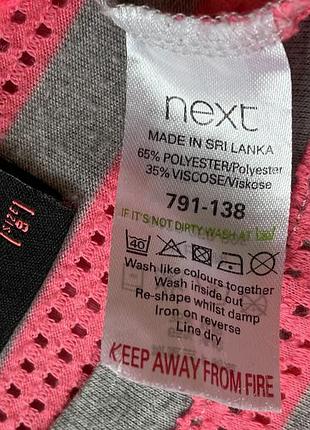 next
MADE IN SRI LANKA
65% POLYESTER/Polyester
35% VISCOSE/Viskose
791-138
IF IT'S NOT DIRTY WASH AT 30°
40
Wash like colours together
Wash inside out
Re-shape whilst damp
Iron on reverse
Line dry
KEEP AWAY FROM FIRE